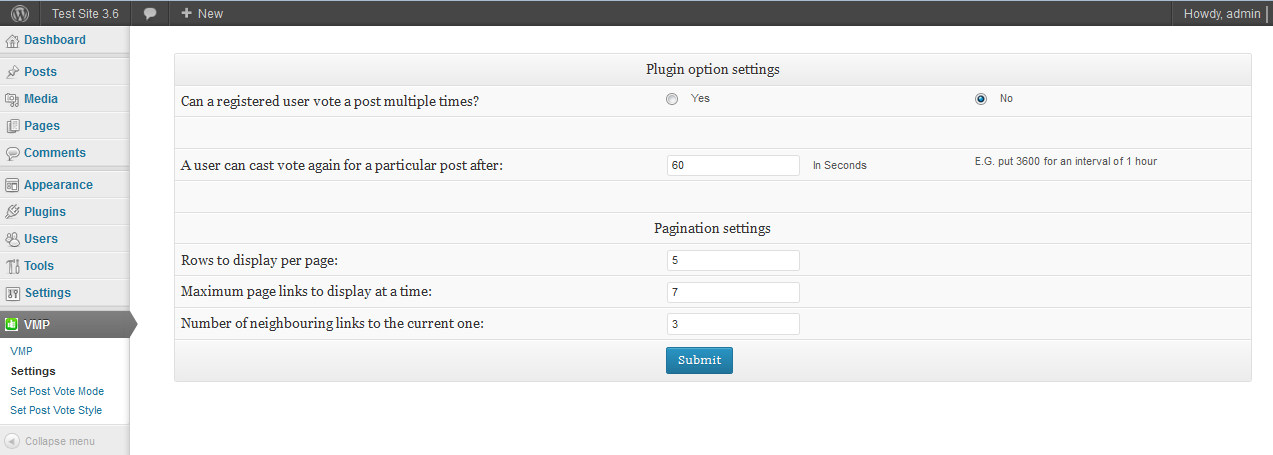 Test Site 3.6 New Howdy, admin
Dashboard
Posts
Media
Pages
Comments
Appearance
Plugins
Users
Tools
Settings
VMP
VMP
Settings
Set Post Vote Mode
Set Post Vote Style
Collapse menu
Plugin option settings
Can a registered user vote a post multiple times? Yes No
A user can cast vote again for a particular post after: 60 In Seconds E.G. put 3600 for an interval of 1 hour
Pagination settings
Rows to display per page: 5
Maximum page links to display at a time: 7
Number of neighbouring links to the current one: 3
Submit